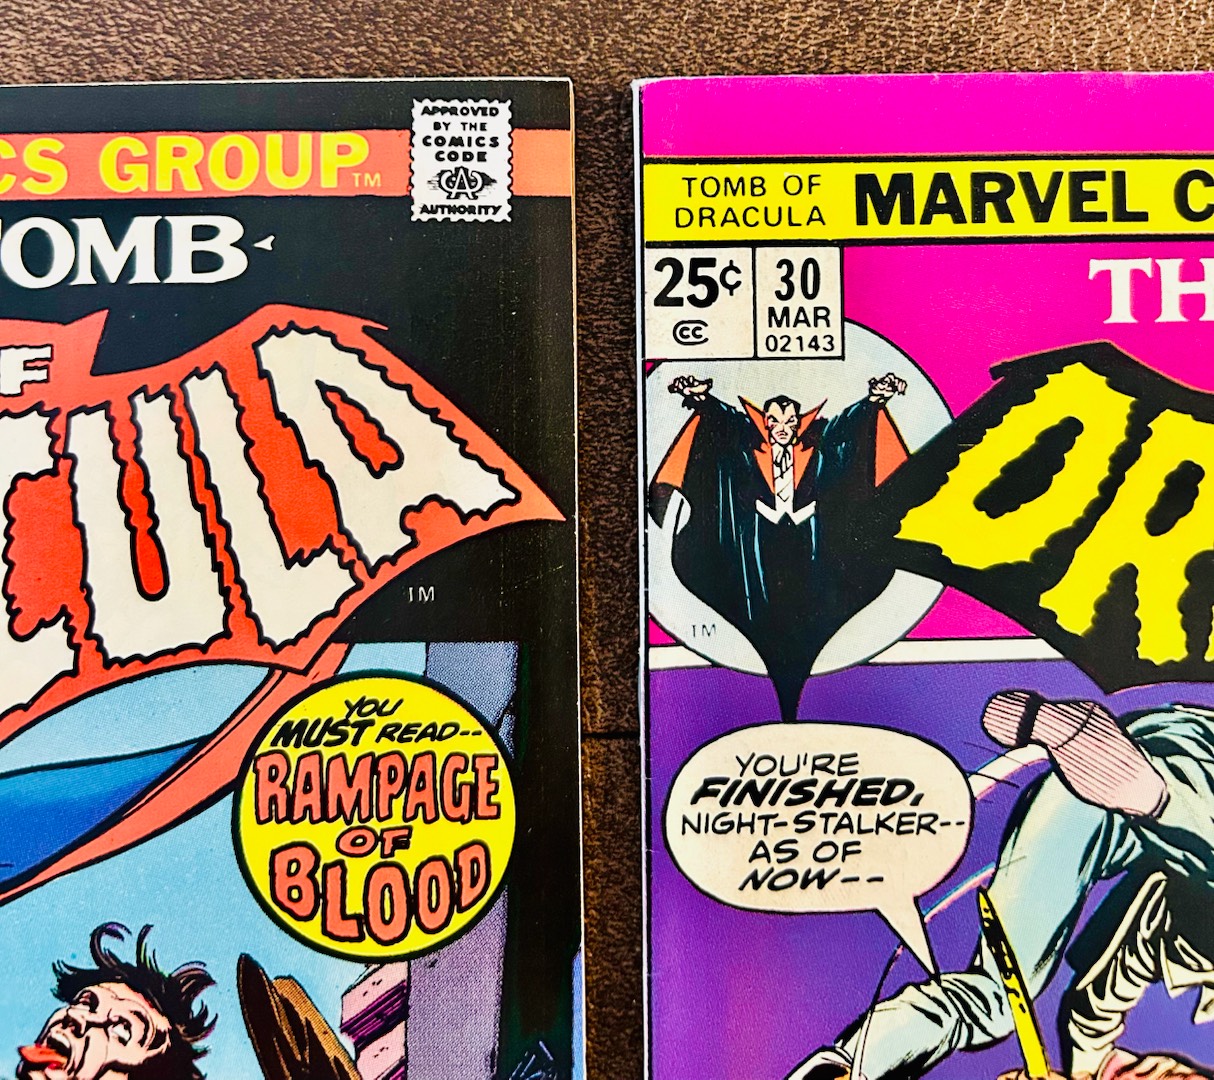 CS GROUP TM
APPROVED
BY THE
COMICS
CODE
CA
AUTHORITY
OMB
F
CULA
TM
YOU
MUST READ--
RAMPAGE
OF
BLOOD
TOMB OF
DRACULA
MARVEL C
25¢
CC
30
MAR
02143
TH
DR
TM
YOU'RE
FINISHED,
NIGHT-STALKER--
AS OF
NOW--